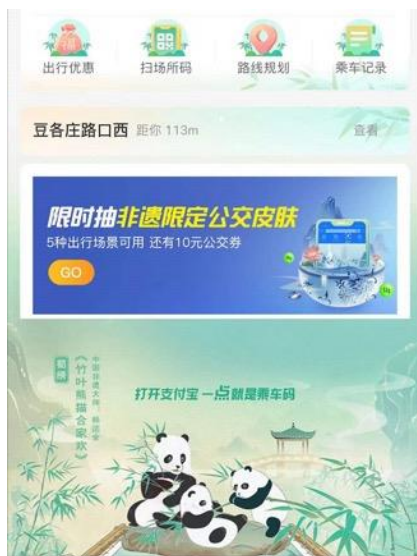 出行优惠
扫场所码
路线规划
乘车记录
豆各庄路口西 距你 113m
查看
限时抽非遗限定公交皮肤
5种出行场景可用 还有10元公交券
GO
打开支付宝 一点就是乘车码
蜀绣
《竹叶熊猫合家欢》